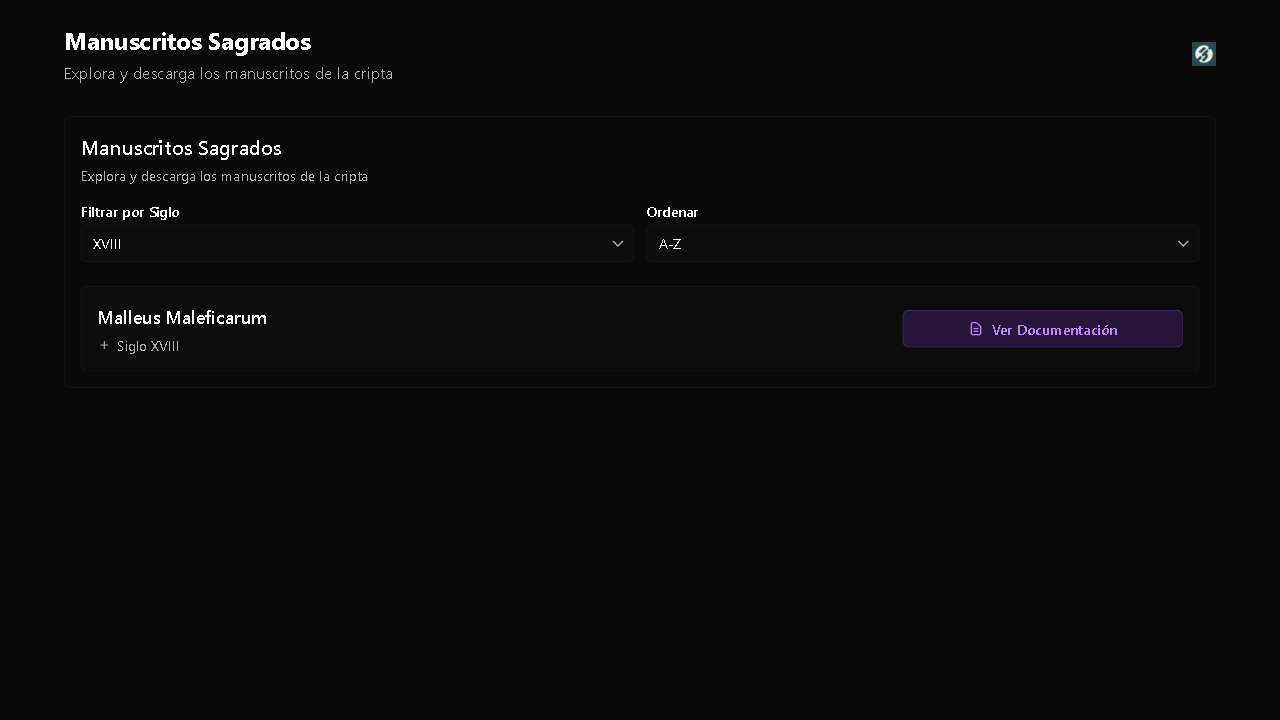 Manuscritos Sagrados
Explora y descarga los manuscritos de la cripta
Manuscritos Sagrados
Explora y descarga los manuscritos de la cripta
Filtrar por Siglo
Ordenar
XVIII
A-Z
Malleus Maleficarum
Siglo XVIII
Ver Documentación